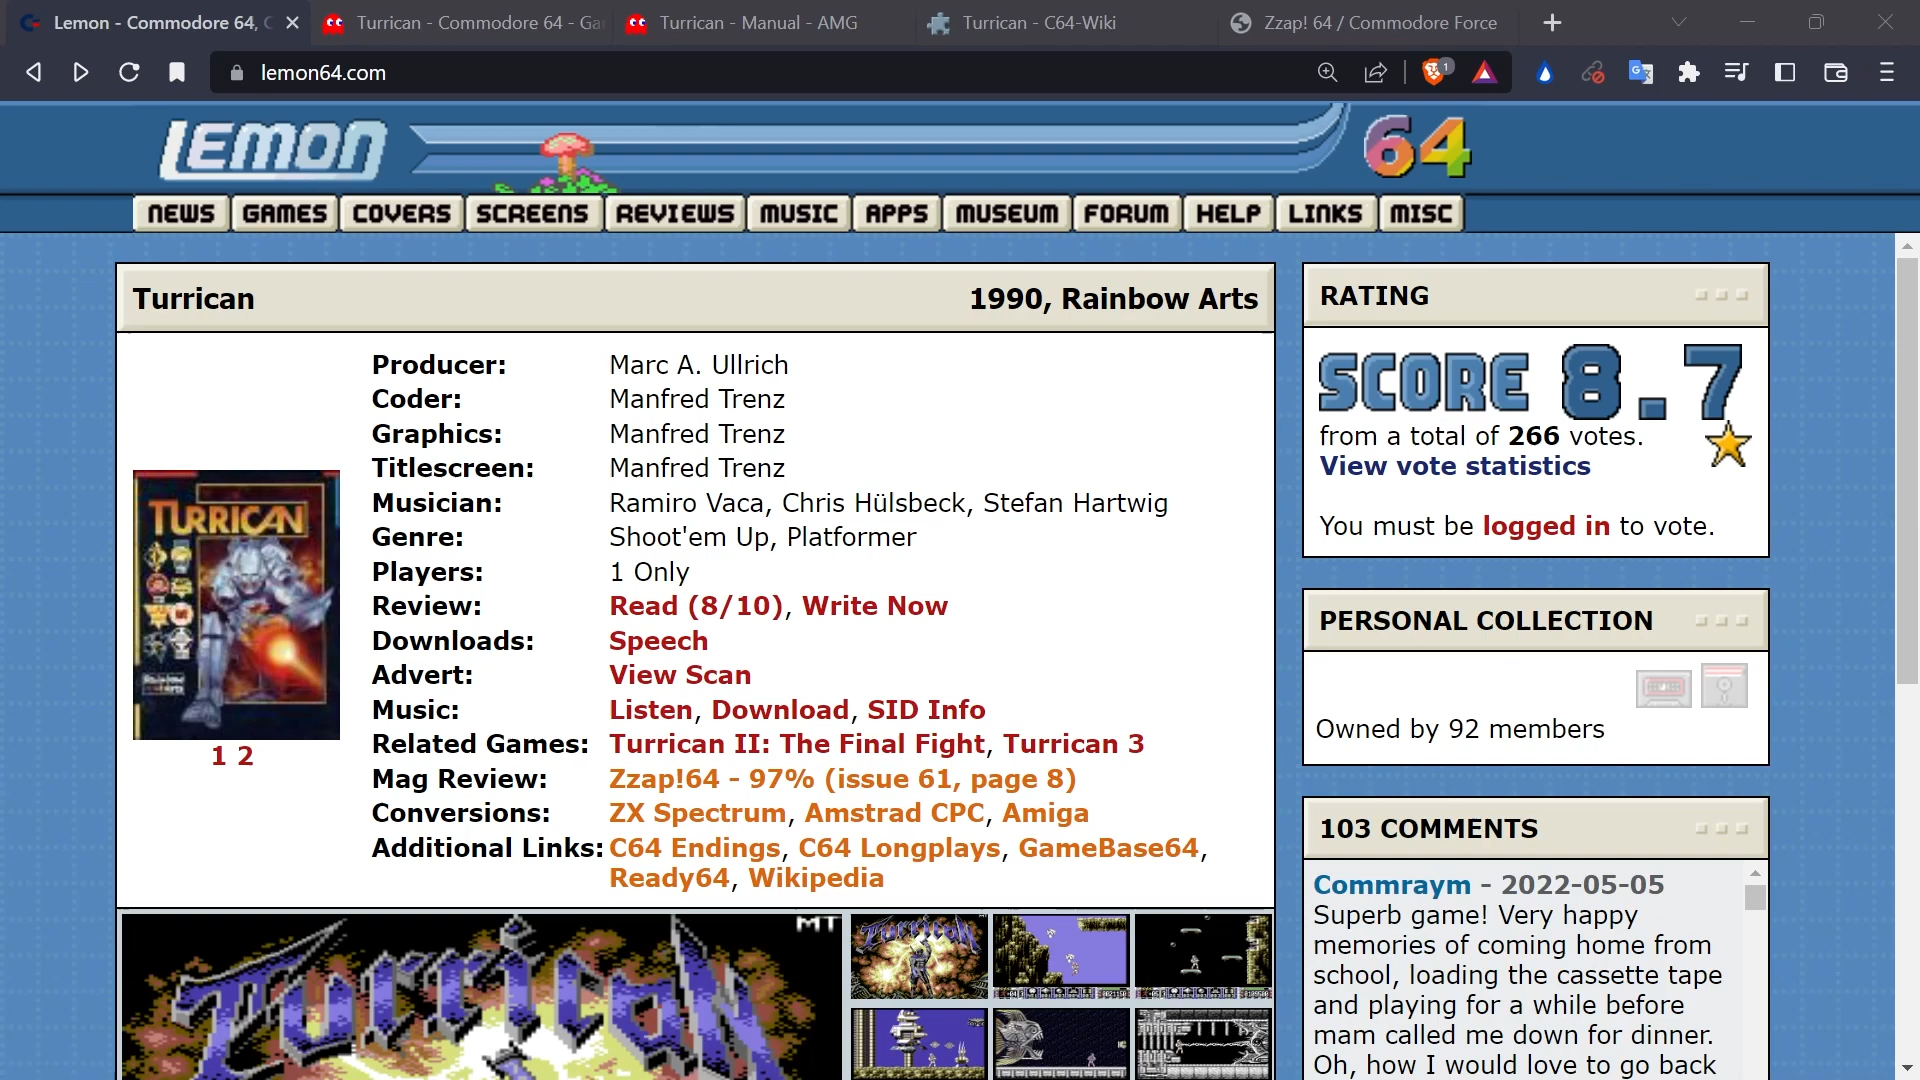 Lemon - Commodore 64, C
Turrican - Commodore 64 - Gar
Turrican - Manual - AMG
Turrican - C64-Wiki
Zzap! 64 / Commodore Force
lemon64.com
1
LEMON
64
NEWS GAMES COVERS SCREENS REVIEWS MUSIC APPS MUSEUM FORUM HELP LINKS MISC
Turrican 1990, Rainbow Arts
TURRICAN
1 2
Producer: Marc A. Ullrich
Coder: Manfred Trenz
Graphics: Manfred Trenz
Titlescreen: Manfred Trenz
Musician: Ramiro Vaca, Chris Hülsbeck, Stefan Hartwig
Genre: Shoot'em Up, Platformer
Players: 1 Only
Review: Read (8/10), Write Now
Downloads: Speech
Advert: View Scan
Music: Listen, Download, SID Info
Related Games: Turrican II: The Final Fight, Turrican 3
Mag Review: Zzap!64 - 97% (issue 61, page 8)
Conversions: ZX Spectrum, Amstrad CPC, Amiga
Additional Links: C64 Endings, C64 Longplays, GameBase64,
Ready64, Wikipedia
MT
Turrican
Turrican
RATING
SCORE 8.7
from a total of 266 votes.
View vote statistics
You must be logged in to vote.
PERSONAL COLLECTION
Owned by 92 members
103 COMMENTS
Commraym - 2022-05-05
Superb game! Very happy
memories of coming home from
school, loading the cassette tape
and playing for a while before
mam called me down for dinner.
Oh, how I would love to go back